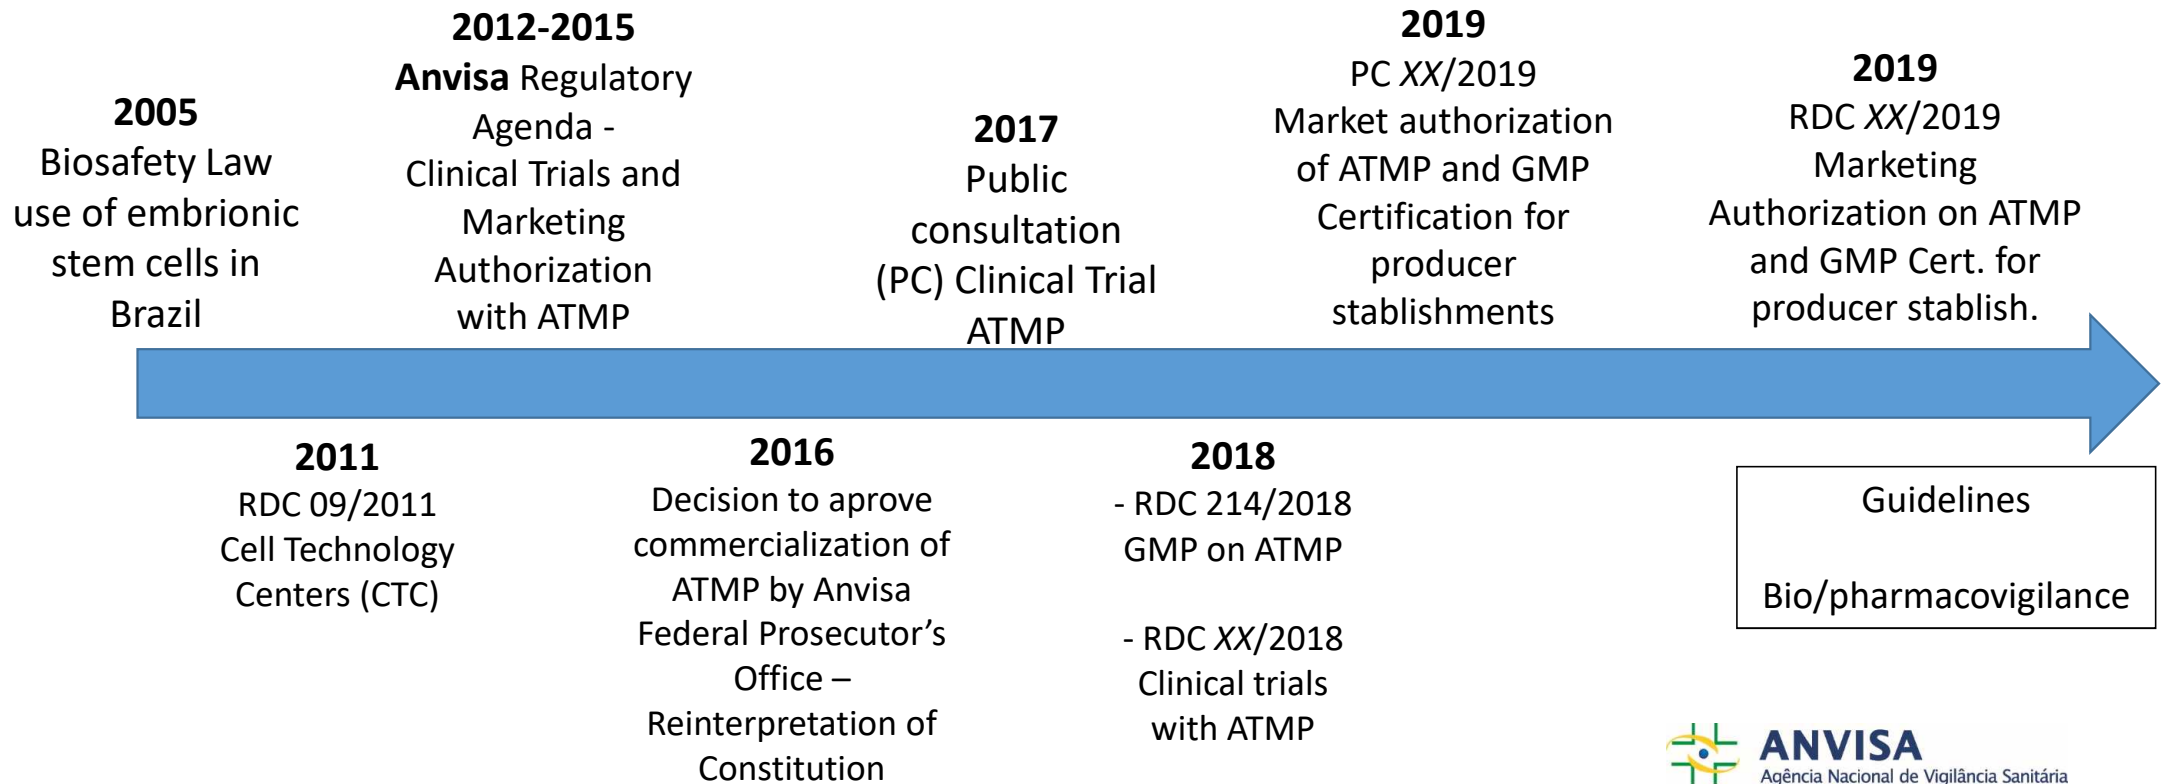 2005
Biosafety Law
use of embrionic
stem cells in
Brazil
2012-2015
Anvisa Regulatory
Agenda -
Clinical Trials and
Marketing
Authorization
with ATMP
2017
Public
consultation
(PC) Clinical Trial
ATMP
2019
PC XX/2019
Market authorization
of ATMP and GMP
Certification for
producer
stablishments
2019
RDC XX/2019
Marketing
Authorization on ATMP
and GMP Cert. for
producer stablish.
2011
RDC 09/2011
Cell Technology
Centers (CTC)
2016
Decision to aprove
commercialization of
ATMP by Anvisa
Federal Prosecutor’s
Office –
Reinterpretation of
Constitution
2018
- RDC 214/2018
GMP on ATMP
- RDC XX/2018
Clinical trials
with ATMP
Guidelines
Bio/pharmacovigilance
ANVISA
Agência Nacional de Vigilância Sanitária